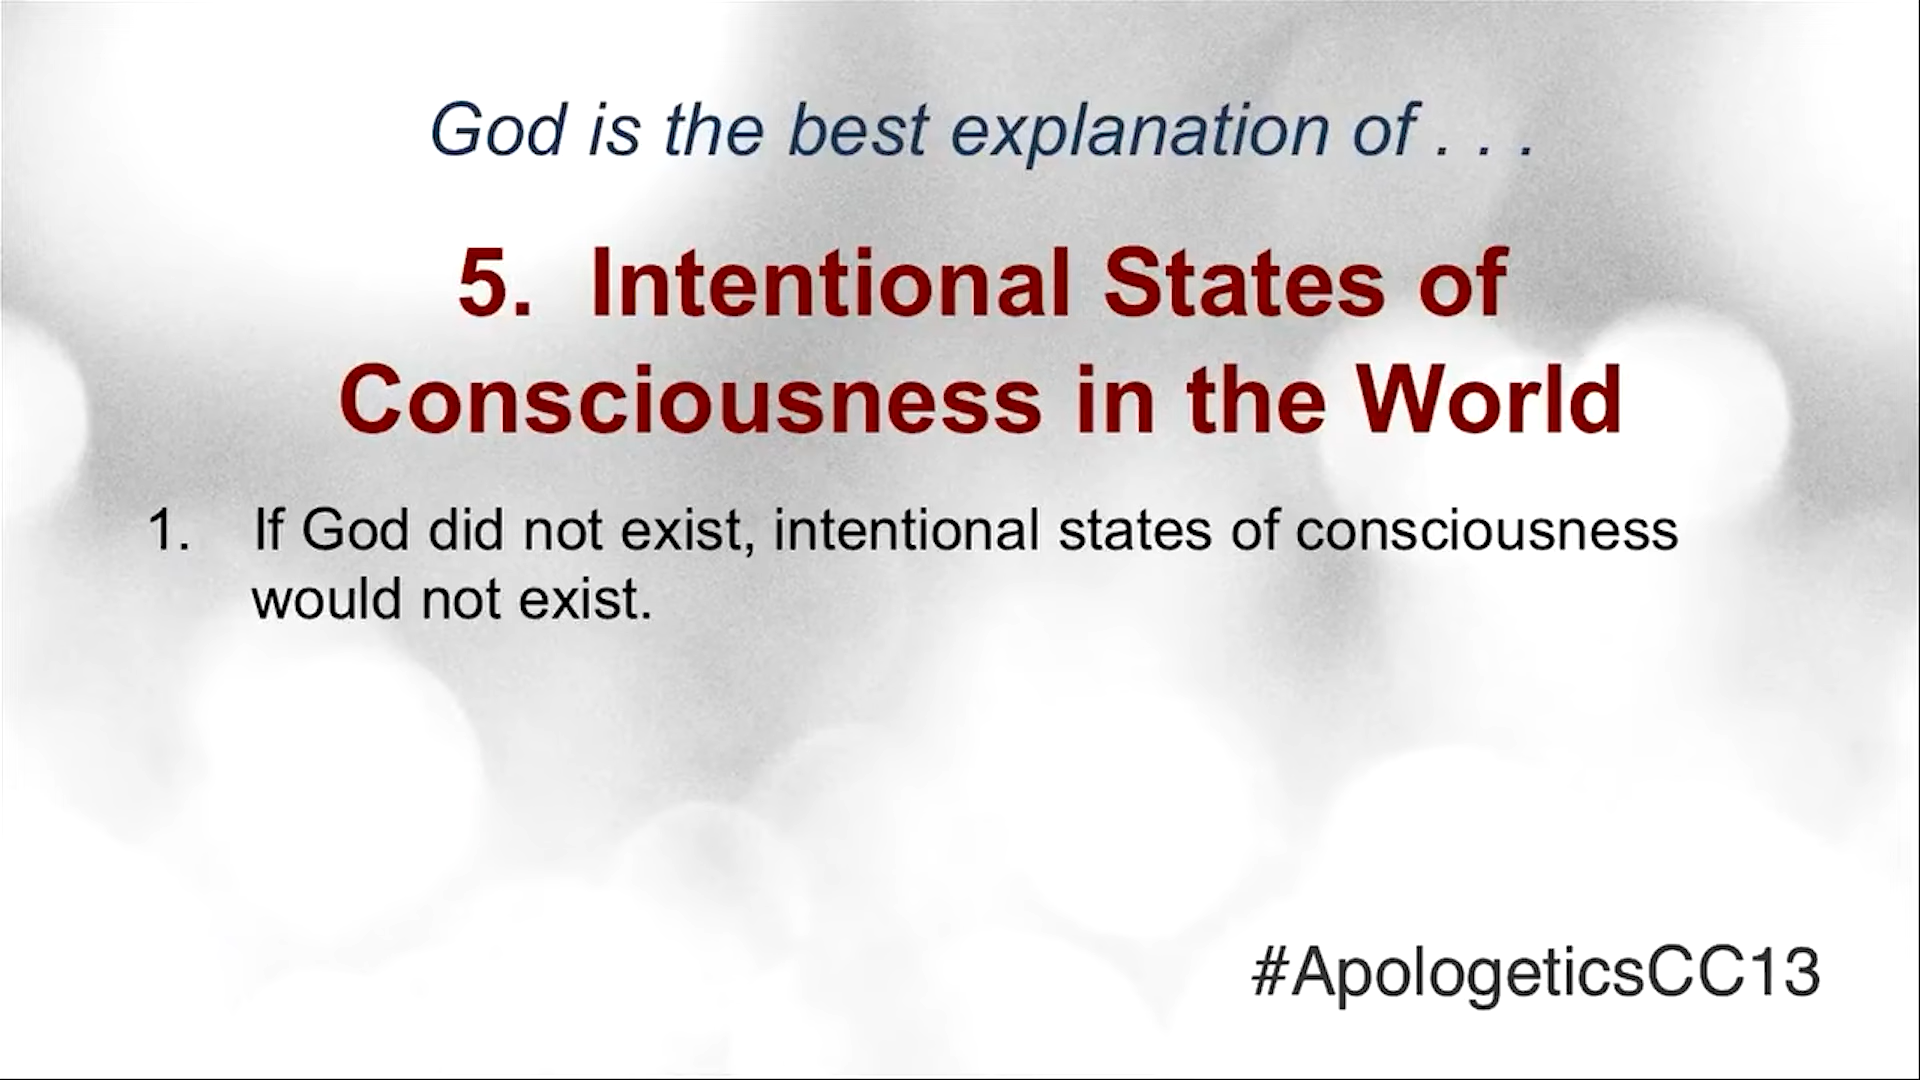 God is the best explanation of . . .
5. Intentional States of
Consciousness in the World
1. If God did not exist, intentional states of consciousness
would not exist.
#ApologeticsCC13